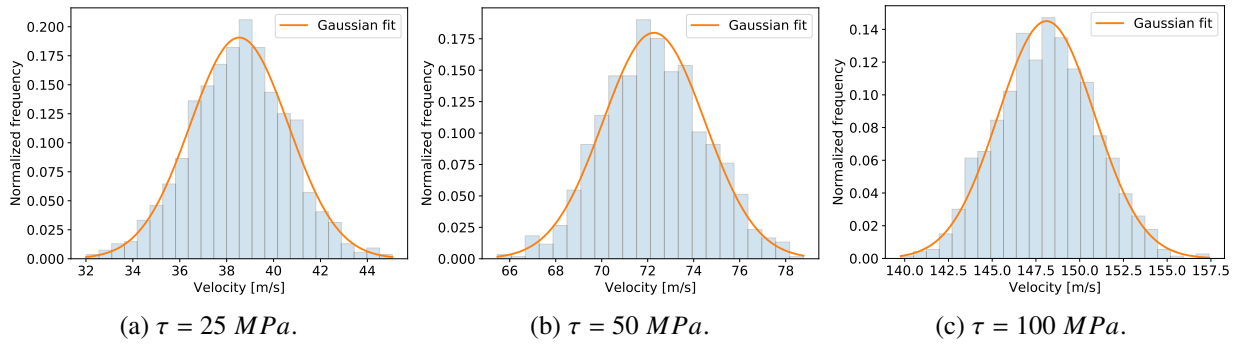 Gaussian fit
Normalized frequency
0.200
0.175
0.150
0.125
0.100
0.075
0.050
0.025
0.000
32 34 36 38 40 42 44
Velocity [m/s]
(a) τ = 25 MPa.
Gaussian fit
Normalized frequency
0.175
0.150
0.125
0.100
0.075
0.050
0.025
0.000
66 68 70 72 74 76 78
Velocity [m/s]
(b) τ = 50 MPa.
Gaussian fit
Normalized frequency
0.14
0.12
0.10
0.08
0.06
0.04
0.02
0.00
140.0 142.5 145.0 147.5 150.0 152.5 155.0 157.5
Velocity [m/s]
(c) τ = 100 MPa.